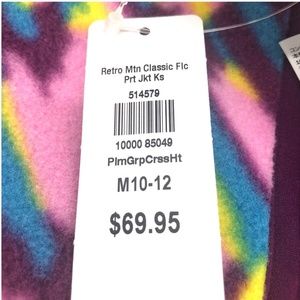 Retro Mtn Classic Flc
Prt Jkt Ks
514579
10000 85049
PlmGrpCrssHt
M10-12
$69.95